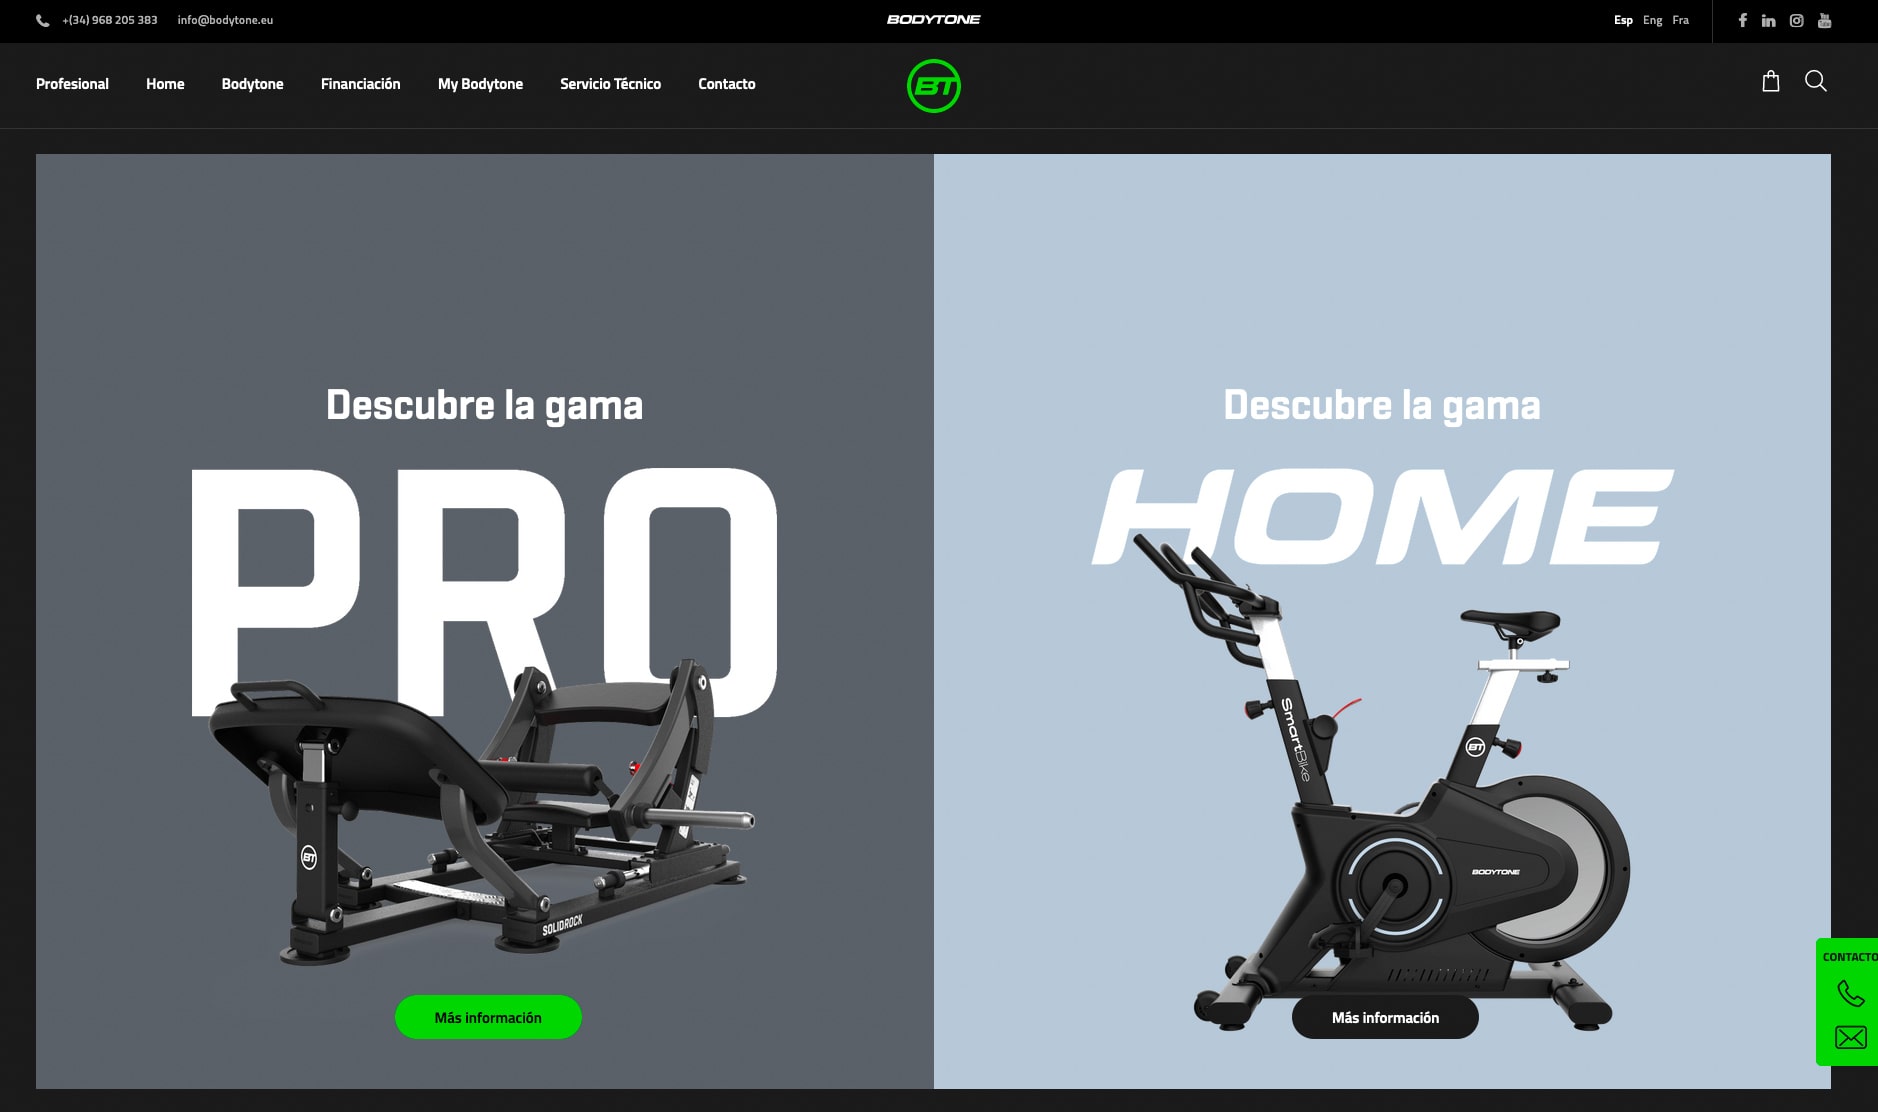 +(34) 968 205 383
info@bodytone.eu
BODYTONE
Esp Eng Fra
Profesional
Home
Bodytone
Financiación
My Bodytone
Servicio Técnico
Contacto
BT
Descubre la gama
PRO
BT
SOLIDROCK
Más información
Descubre la gama
HOME
SmartBike
BT
BODYTONE
Más información
CONTACTO